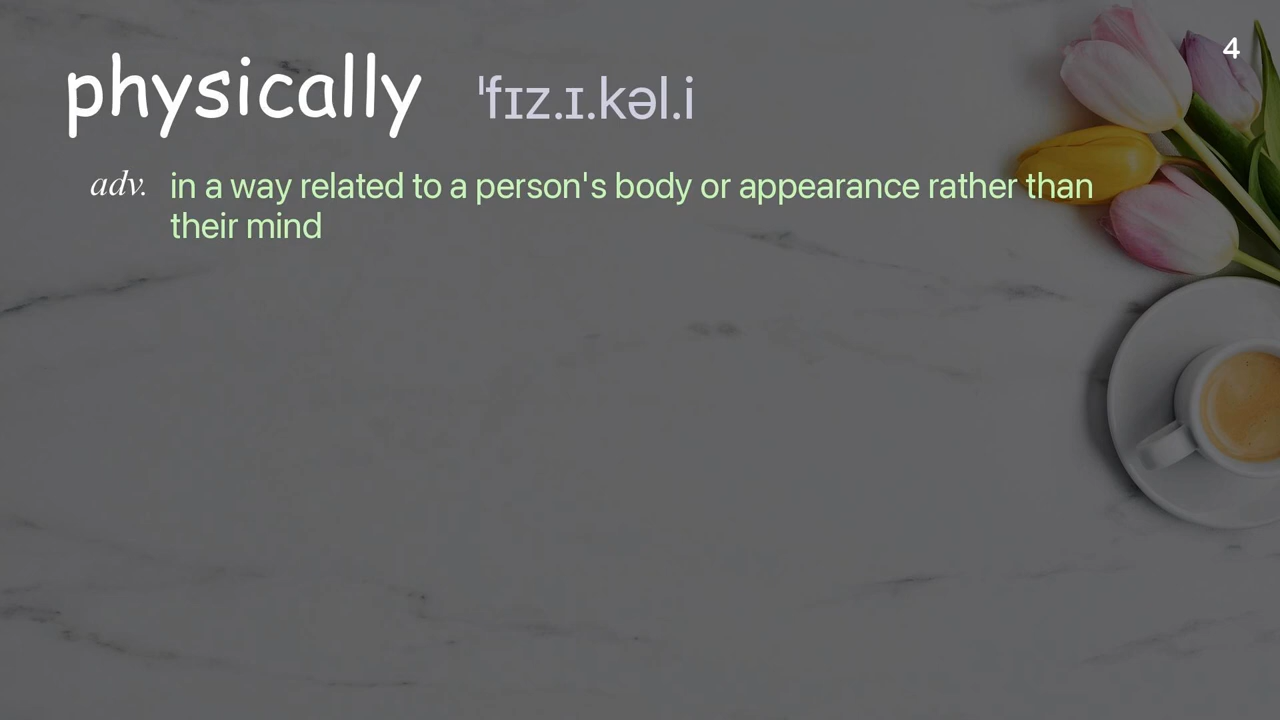 4
physically ˈfɪz.ɪ.kəl.i
adv. in a way related to a person's body or appearance rather than
their mind